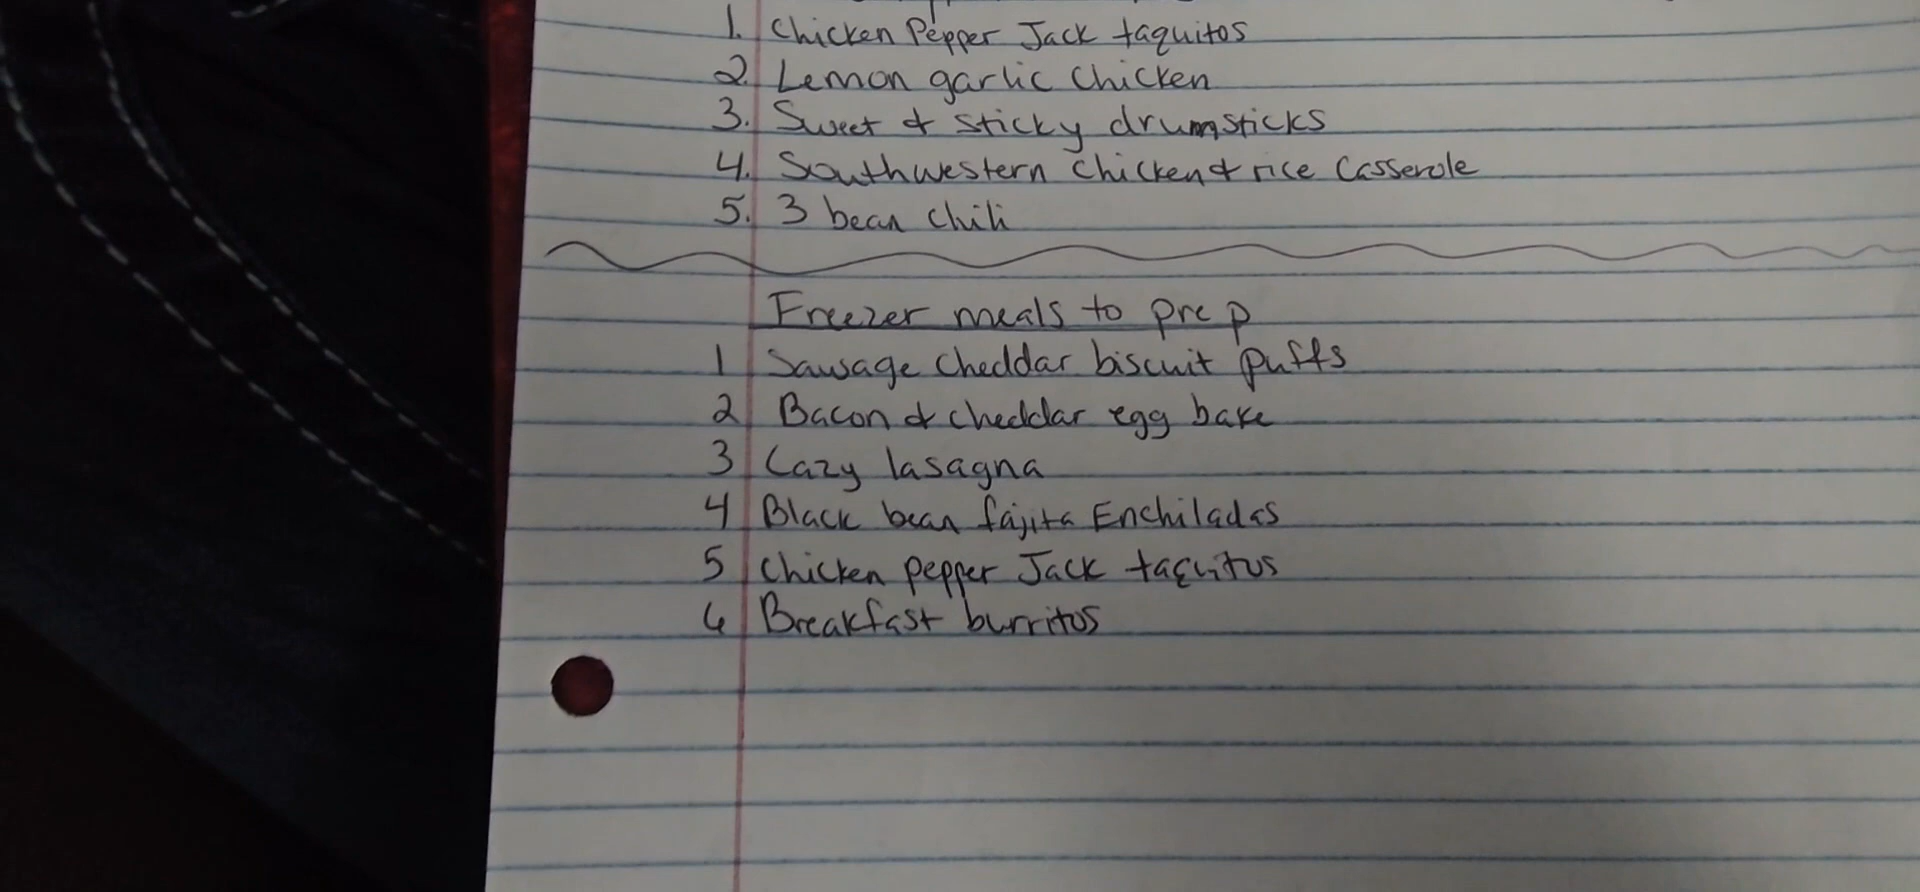 1. Chicken Pepper Jack taquitos
2. Lemon garlic Chicken
3. Sweet & sticky drumsticks
4. Southwestern Chicken & rice Casserole
5. 3 bean chili
Freezer meals to prep
1 Sausage Cheddar biscuit puffs
2 Bacon & cheddar egg bake
3 Lazy lasagna
4 Black bean fajita Enchiladas
5 Chicken pepper Jack taquitos
6 Breakfast burritos